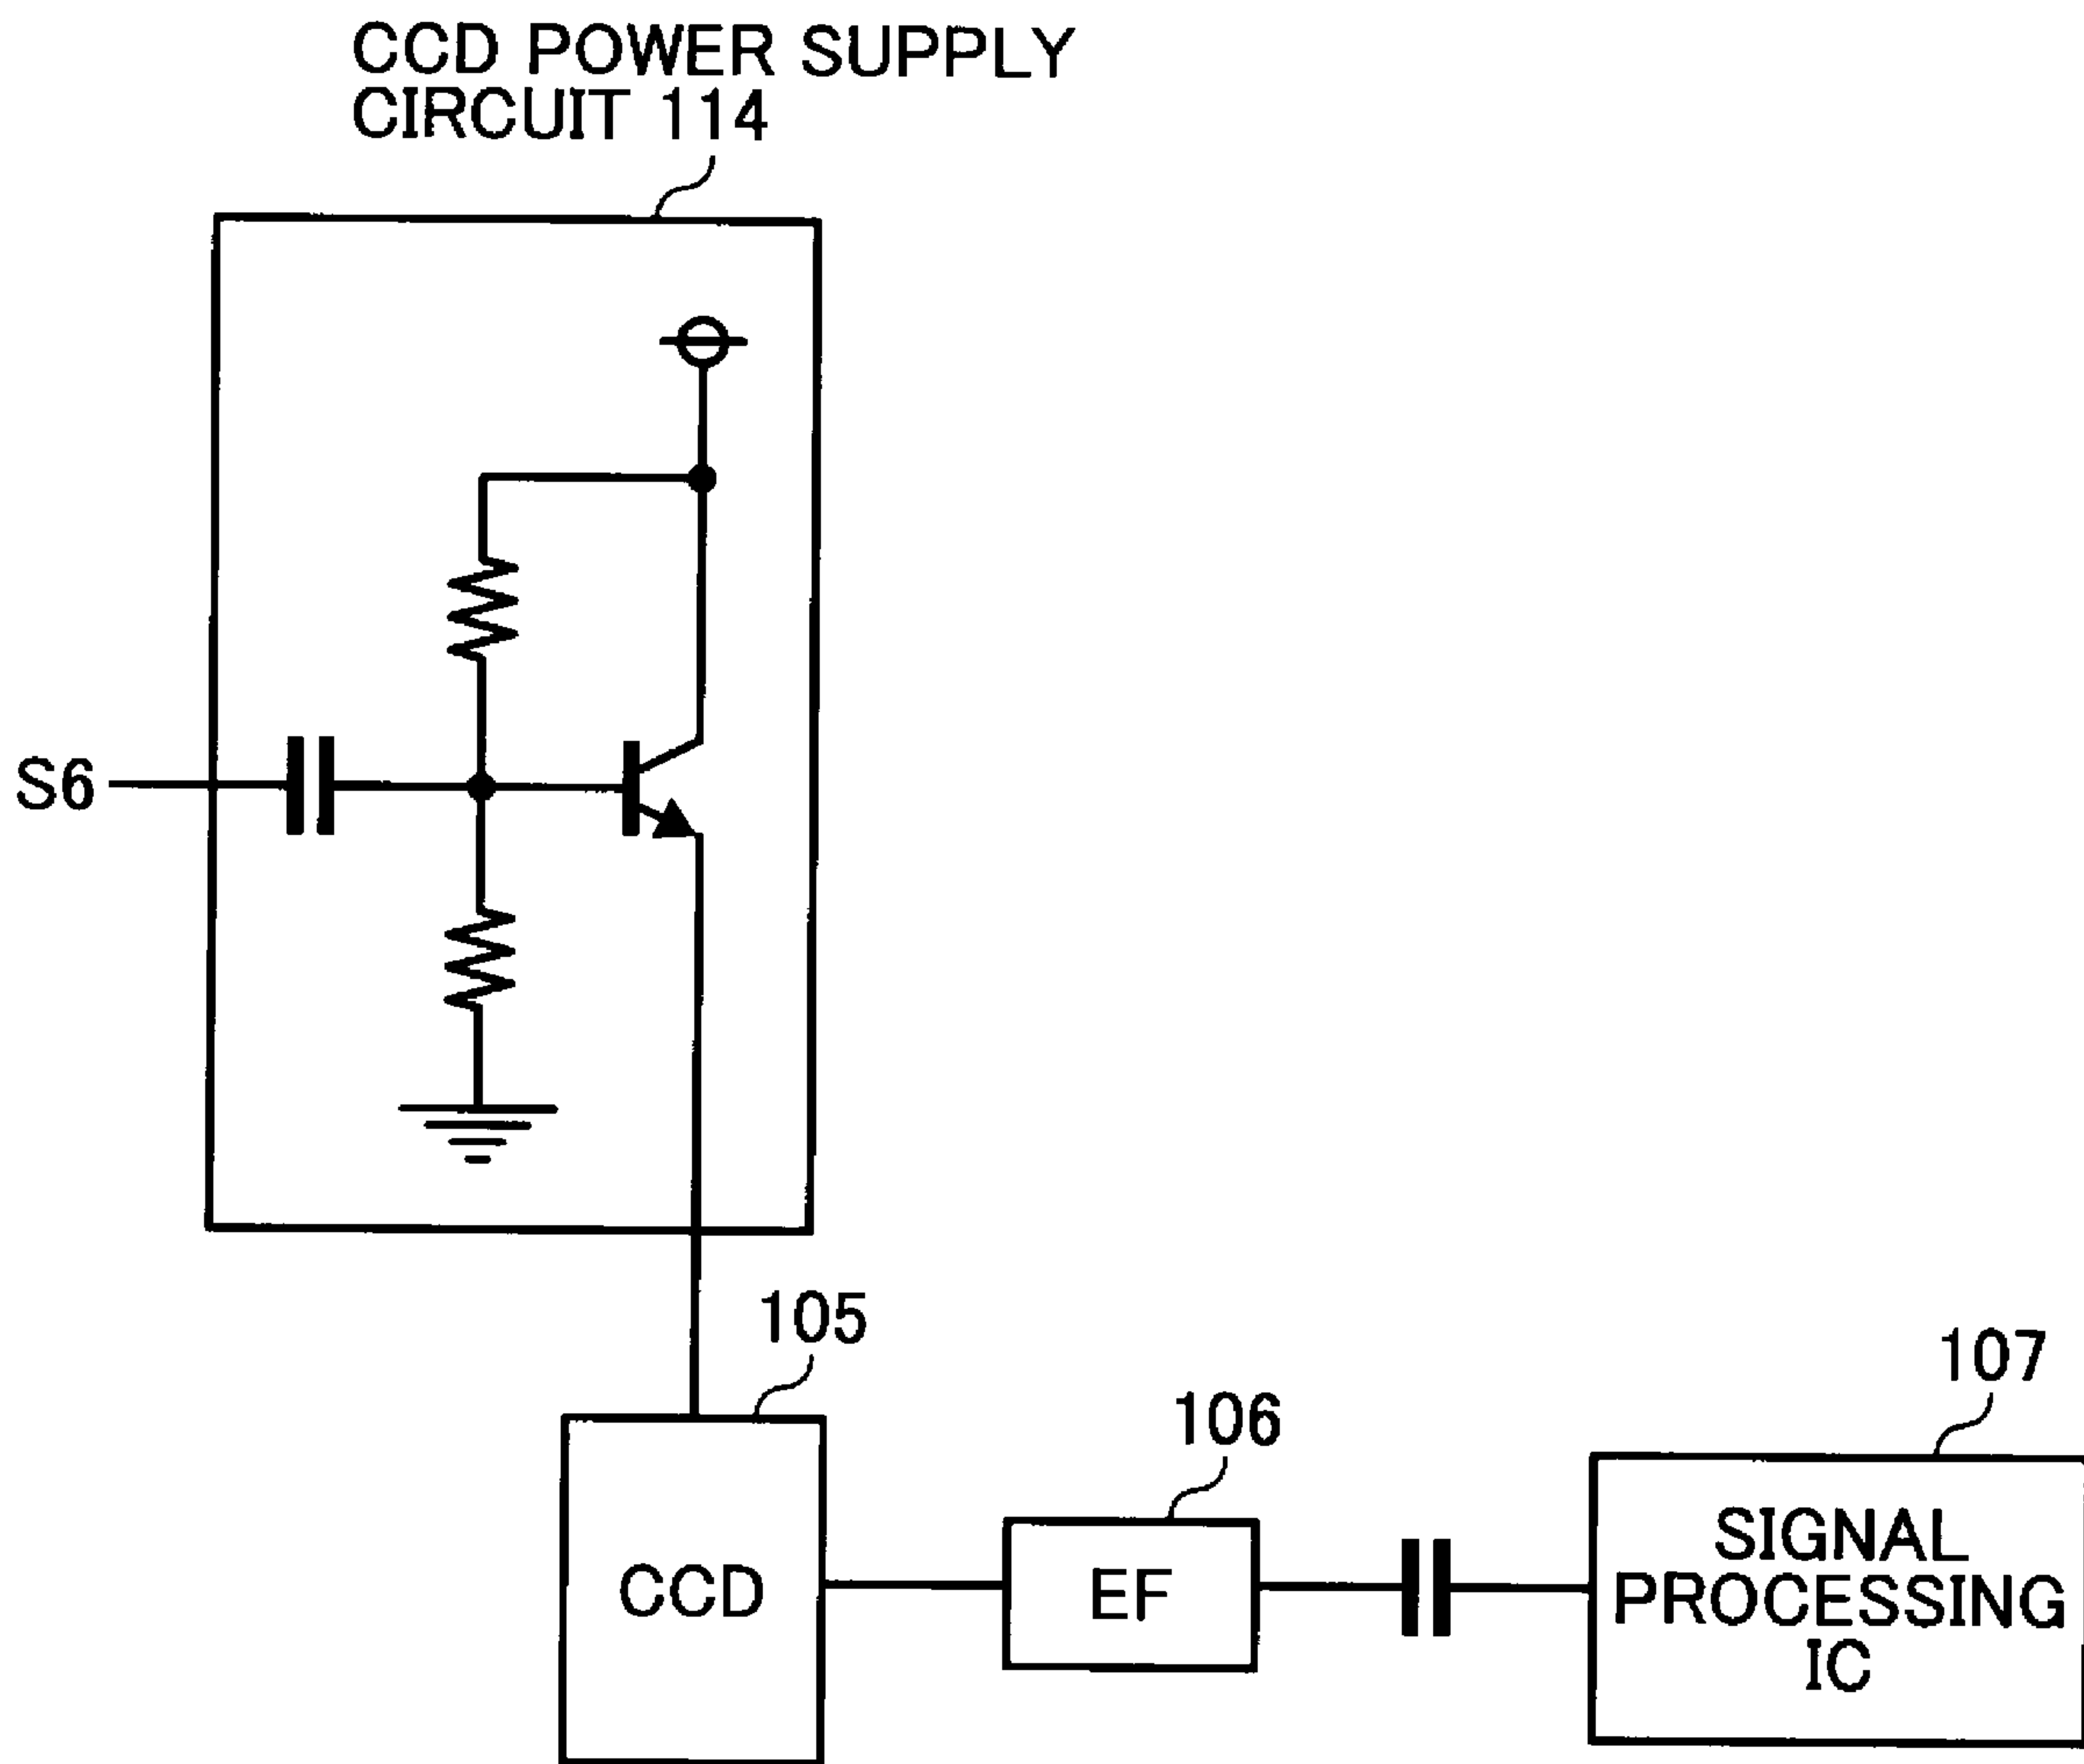 CCD POWER SUPPLY
CIRCUIT 114
S6
105
106
107
CCD
EF
SIGNAL
PROCESSING
IC